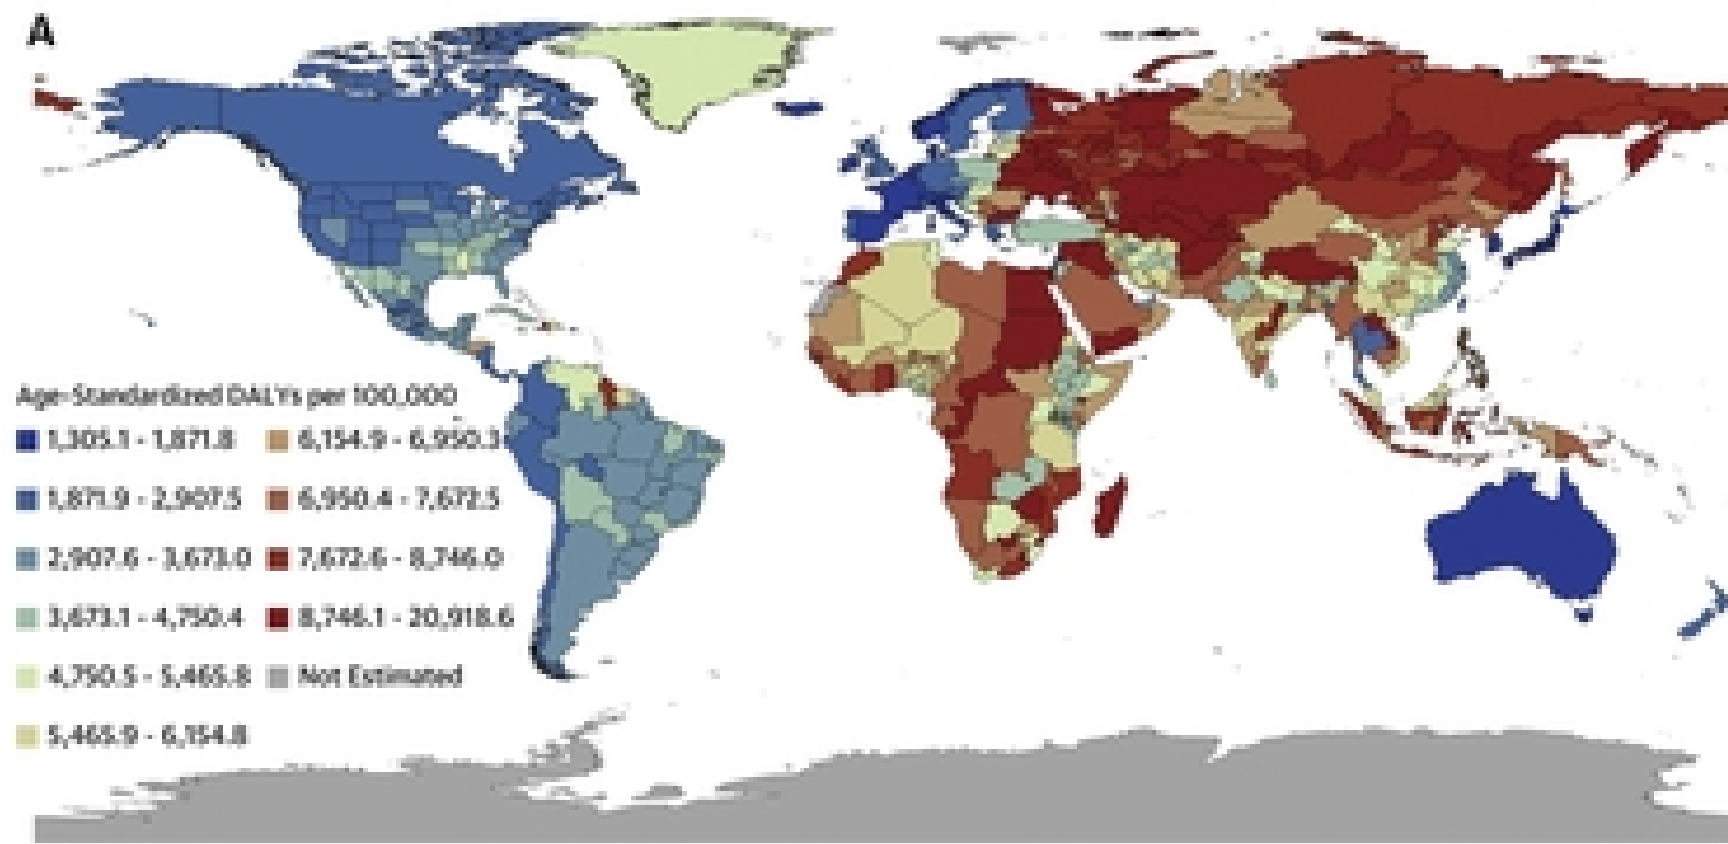 A
Age-Standardized DALYs per 100,000
1,305.1 - 1,871.8
6,154.9 - 6,950.3
1,871.9 - 2,907.5
6,950.4 - 7,672.5
2,907.6 - 3,673.0
7,672.6 - 8,746.0
3,673.1 - 4,750.4
8,746.1 - 20,918.6
4,750.5 - 5,465.8
Not Estimated
5,465.9 - 6,154.8